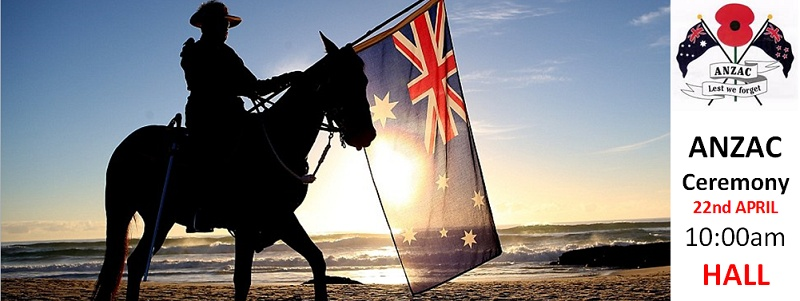 ANZAC
Lest we forget
ANZAC
Ceremony
22nd APRIL
10:00am
HALL